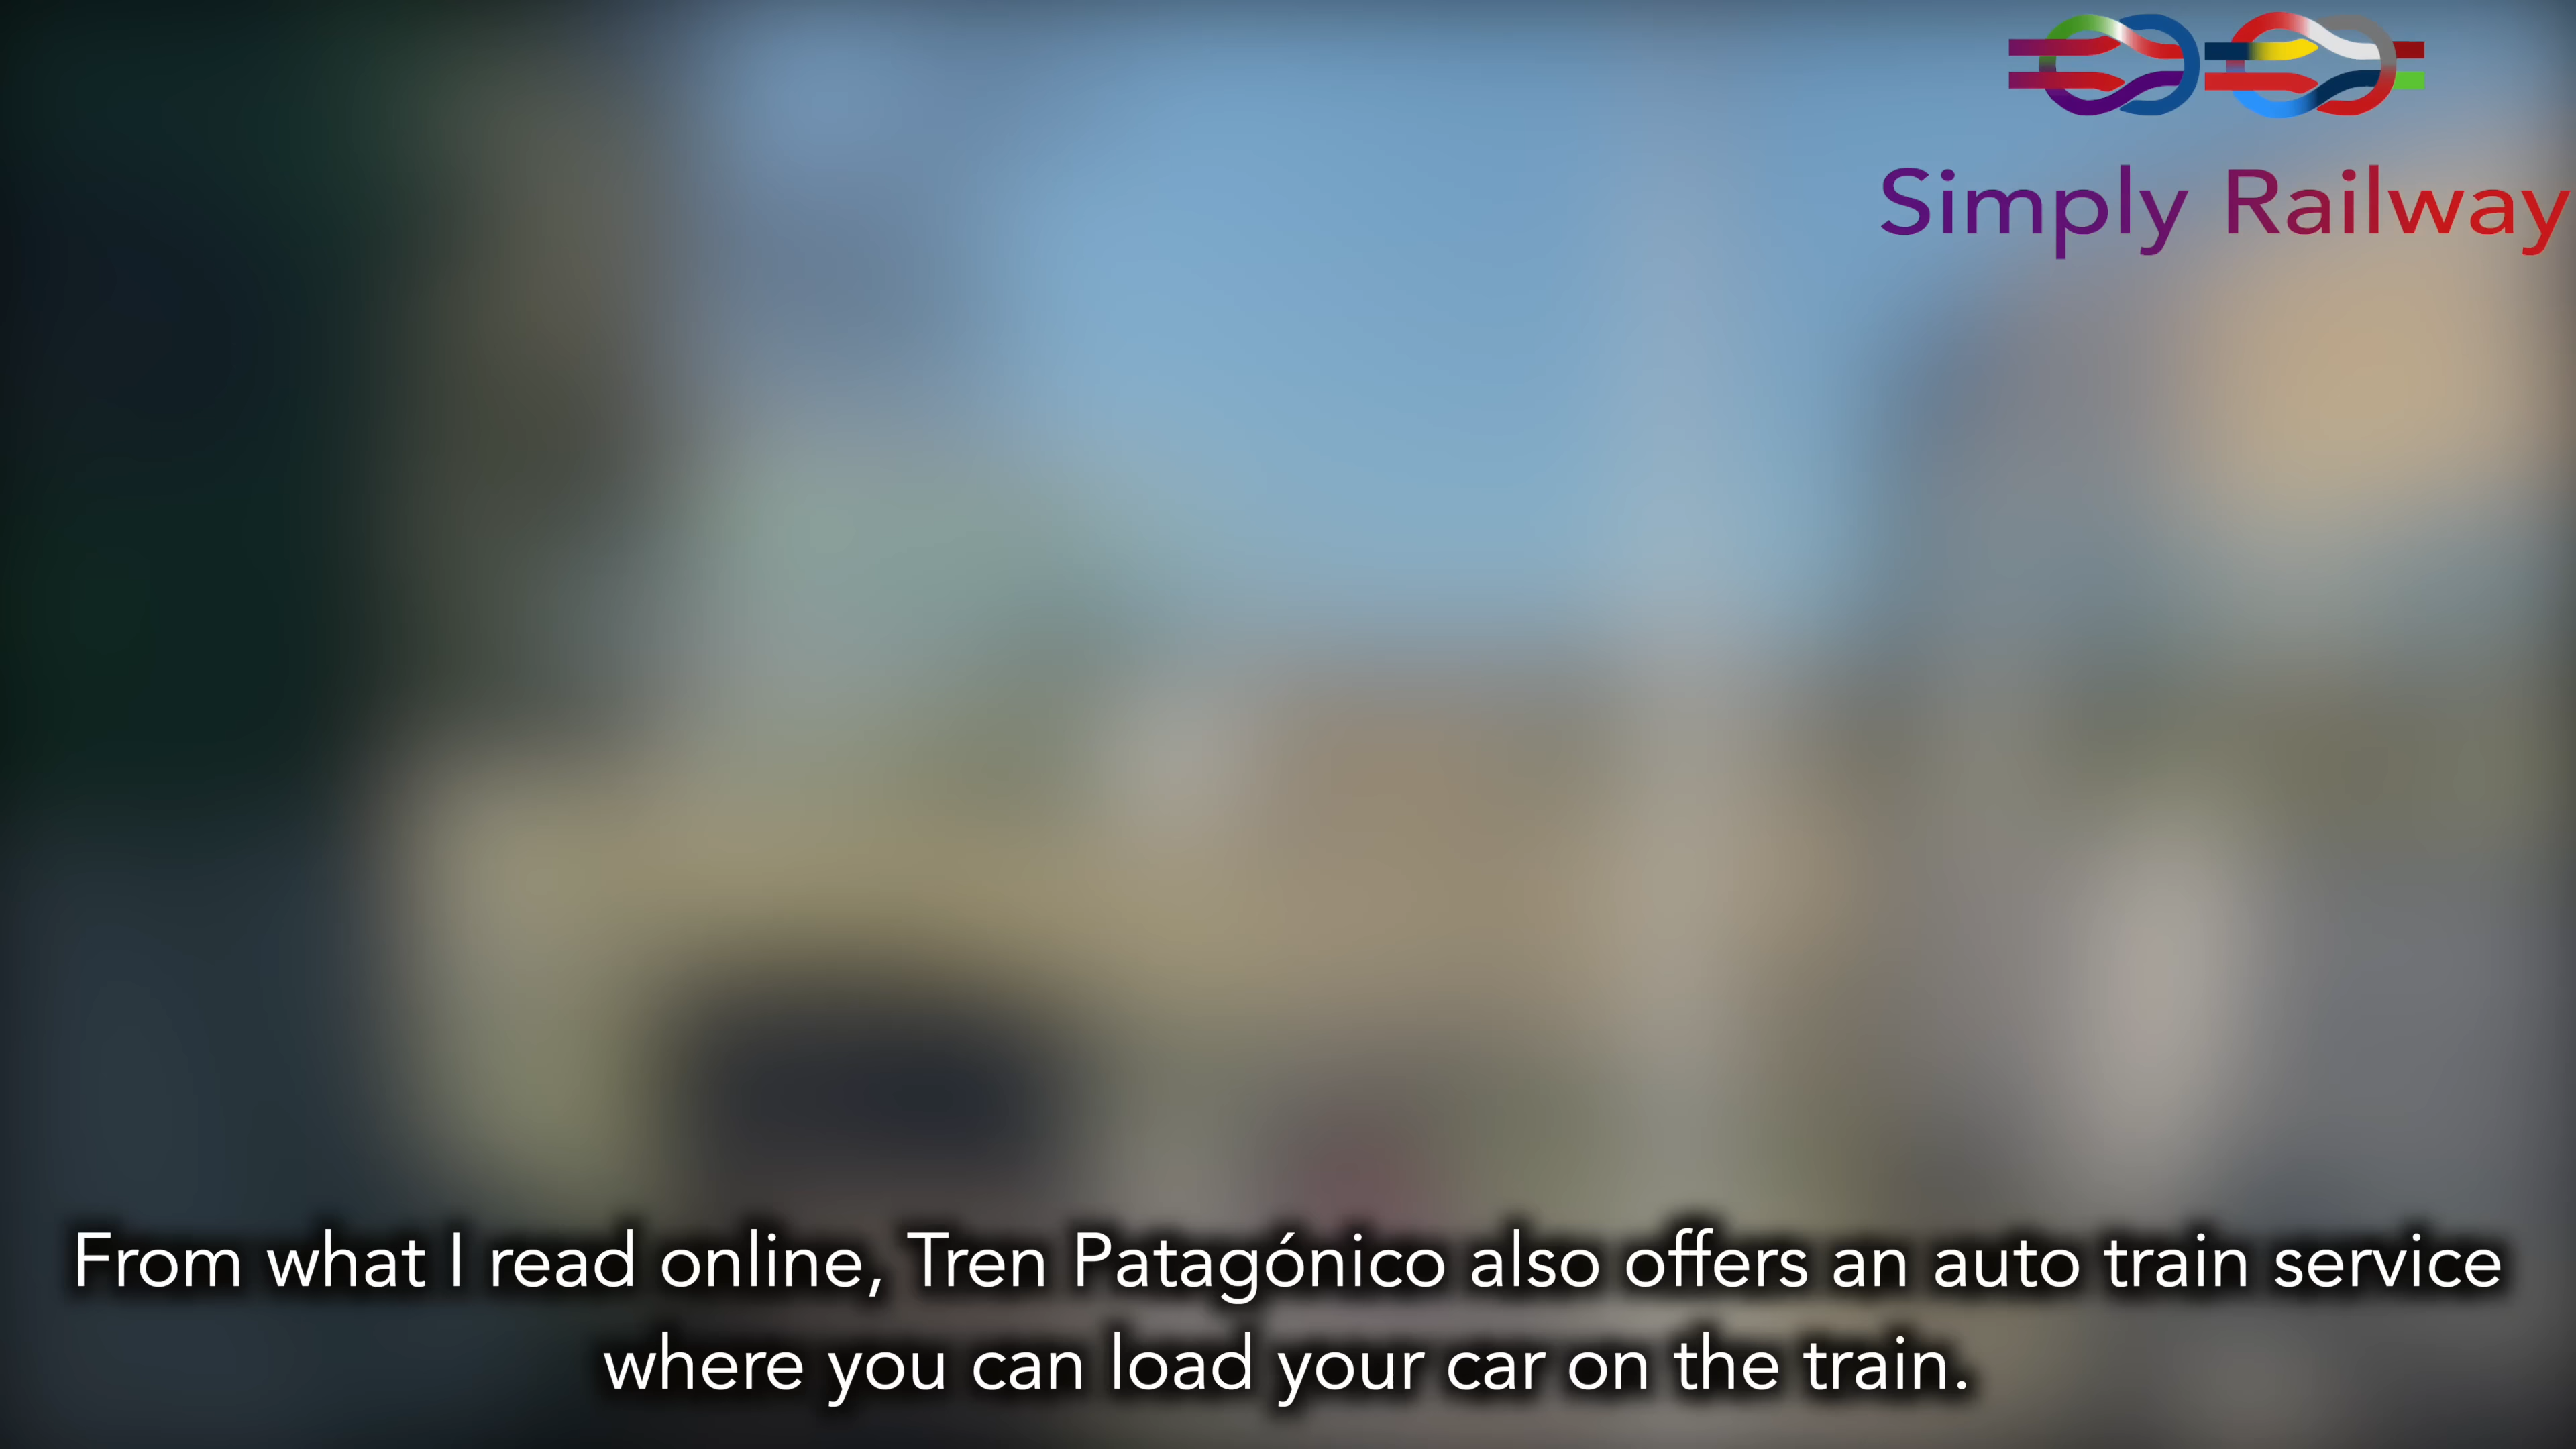 Simply Railway
From what I read online, Tren Patagónico also offers an auto train service
where you can load your car on the train.